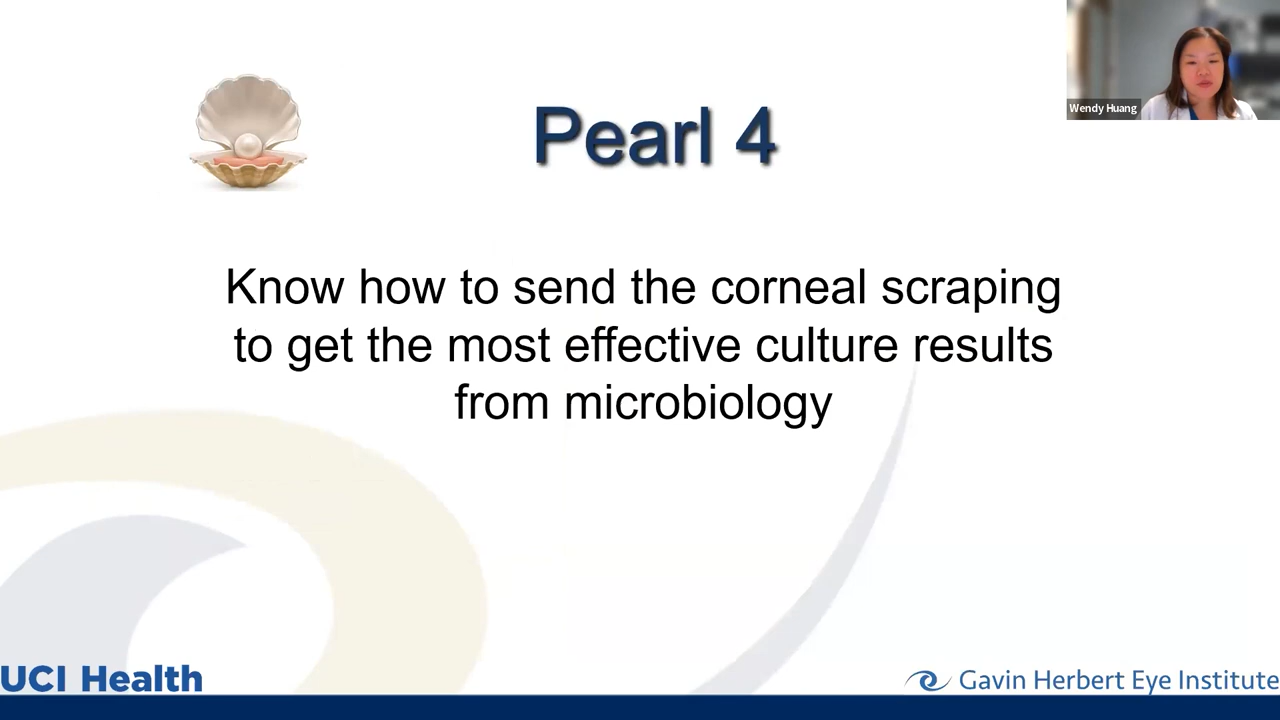 Wendy Huang
Pearl 4
Know how to send the corneal scraping
to get the most effective culture results
from microbiology
UCI Health
Gavin Herbert Eye Institute